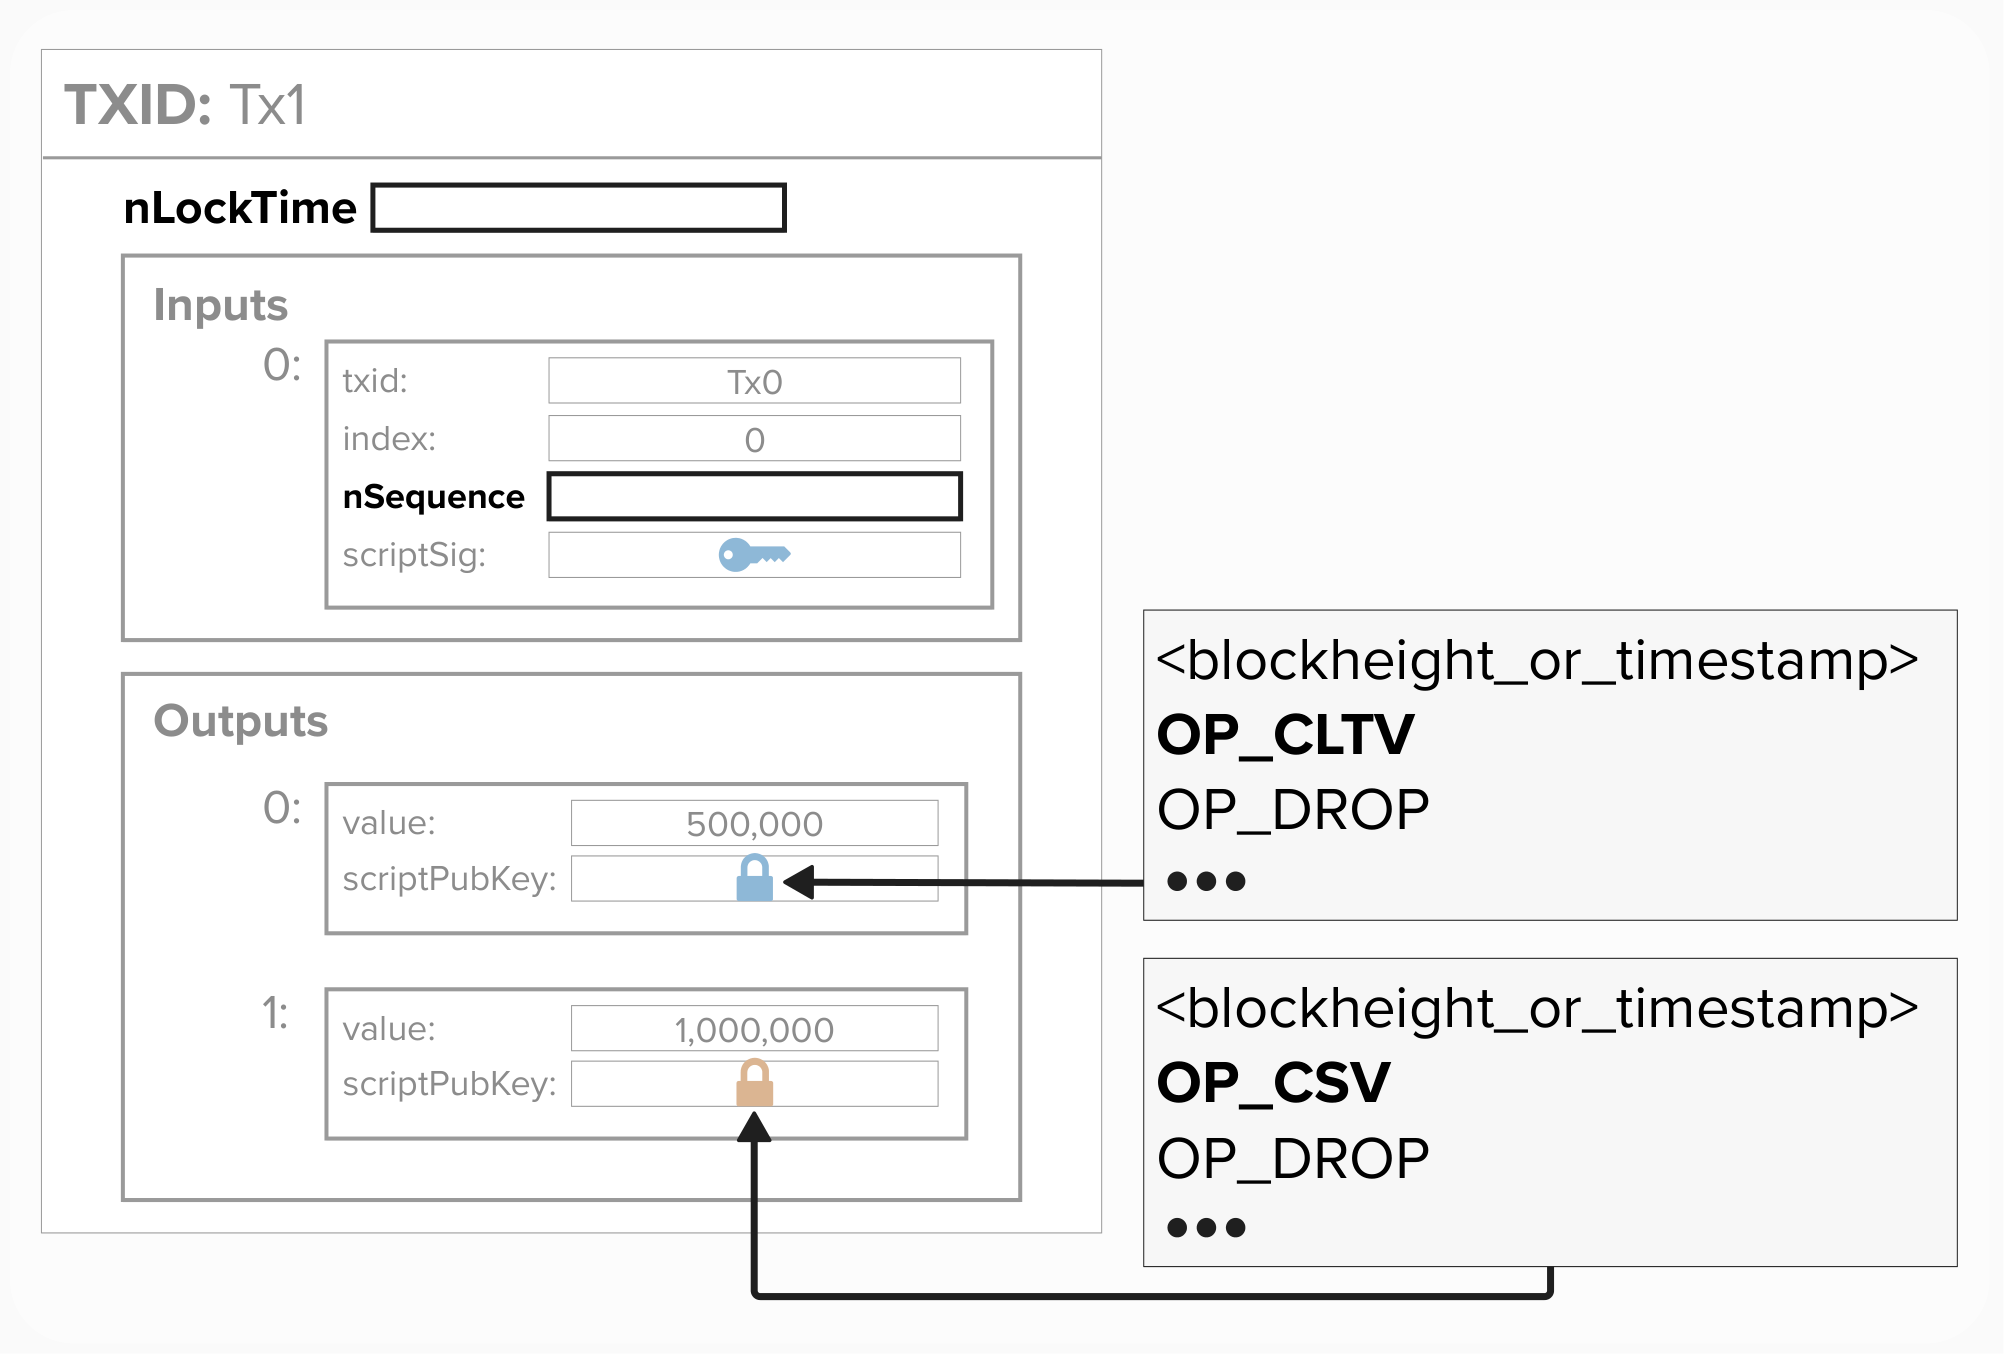 TXID: Tx1
nLockTime
Inputs
0:
txid: Tx0
index: 0
nSequence
scriptSig:
Outputs
0:
value: 500,000
scriptPubKey:
1:
value: 1,000,000
scriptPubKey:
<blockheight_or_timestamp>
OP_CLTV
OP_DROP
•••
<blockheight_or_timestamp>
OP_CSV
OP_DROP
•••